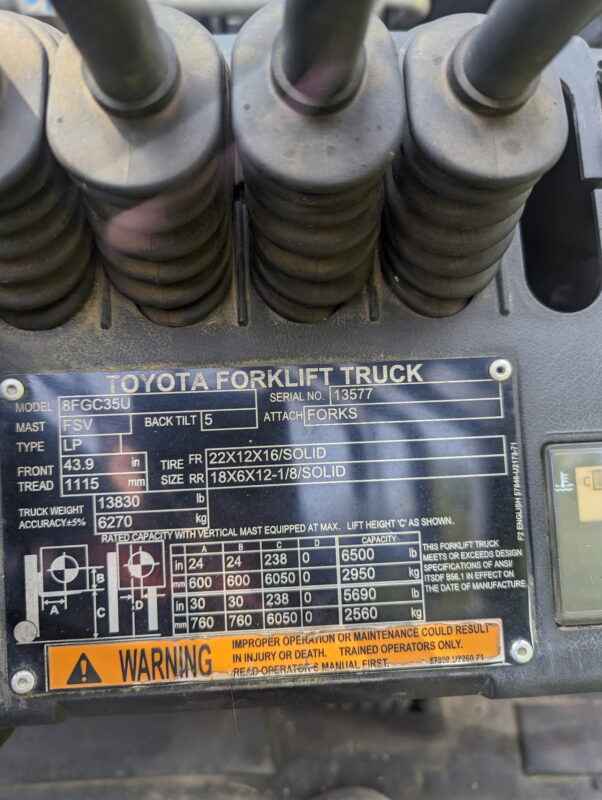 TOYOTA FORKLIFT TRUCK
MODEL 8FGC35U SERIAL NO. 13577
MAST FSV BACK TILT 5 ATTACH FORKS
TYPE LP
FRONT TREAD 43.9 in TIRE SIZE FR 22X12X16/SOLID
1115 mm RR 18X6X12-1/8/SOLID
TRUCK WEIGHT 13830 lb
ACCURACY±5% 6270 kg
RATED CAPACITY WITH VERTICAL MAST EQUIPPED AT MAX. LIFT HEIGHT 'C' AS SHOWN.
A B C D CAPACITY
in 24 24 238 0 6500 lb
mm 600 600 6050 0 2950 kg
in 30 30 238 0 5690 lb
mm 760 760 6050 0 2560 kg
B
A C D
THIS FORKLIFT TRUCK
MEETS OR EXCEEDS DESIGN
SPECIFICATIONS OF ANSI/
ITSDF B56.1 IN EFFECT ON
THE DATE OF MANUFACTURE.
WARNING
IMPROPER OPERATION OR MAINTENANCE COULD RESULT
IN INJURY OR DEATH. TRAINED OPERATORS ONLY.
READ OPERATOR'S MANUAL FIRST.